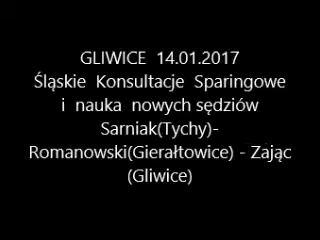 GLIWICE  14.01.2017
Śląskie  Konsultacje  Sparingowe
i  nauka  nowych sędziów
Sarniak(Tychy)-
Romanowski(Gierałtowice) - Zając
(Gliwice)